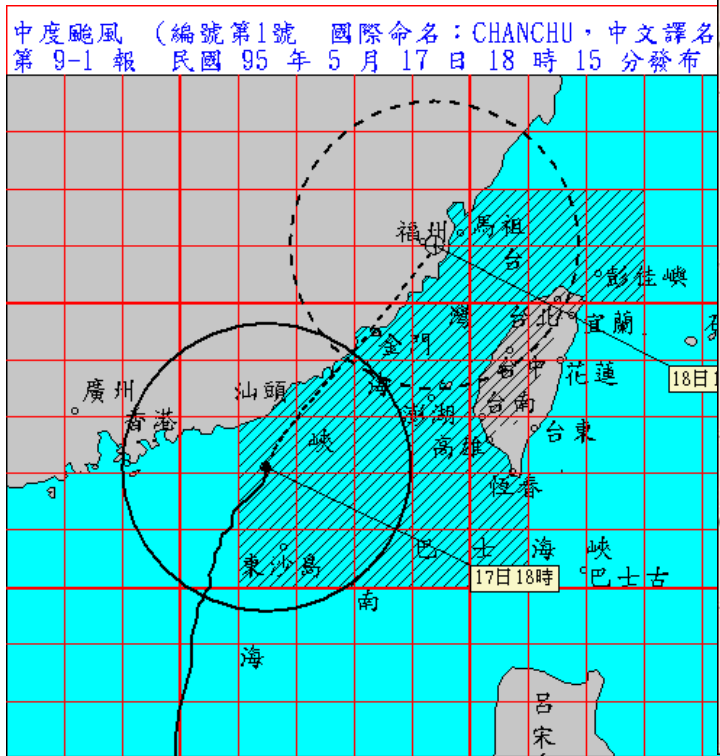 中度颱風 (編號第1號 國際命名：CHANCHU，中文譯名
第 9-1 報 民國 95 年 5 月 17 日 18 時 15 分發布
福州
馬祖
台
彭佳嶼
灣
台北
宜蘭
金門
台中
花蓮
18日1
廣州
汕頭
海
澎湖
台南
香港
峽
高雄
台東
恆春
東沙島
巴士海峽
17日18時
巴士古
南
海
呂
宋